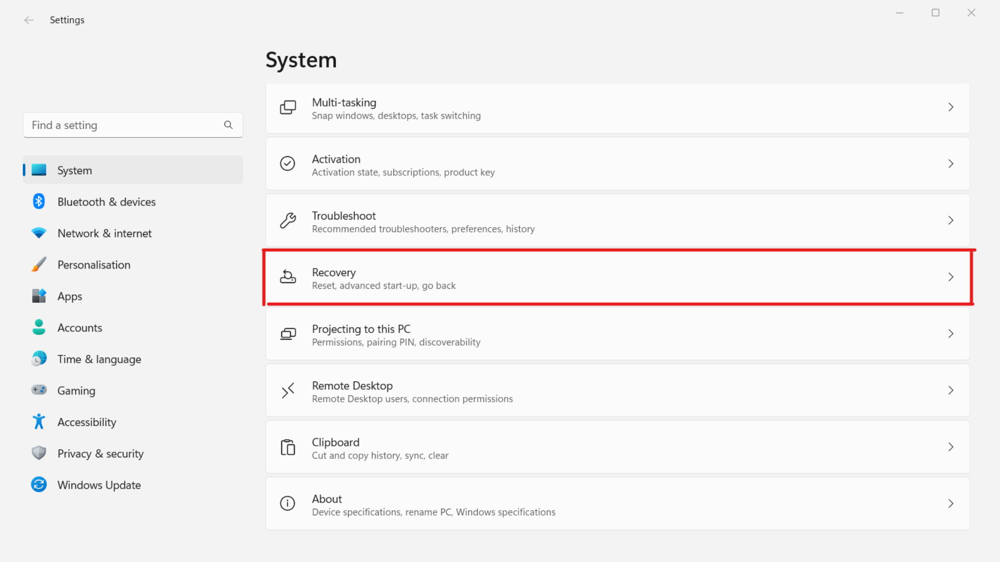 Settings
System
Find a setting
System
Bluetooth & devices
Network & internet
Personalisation
Apps
Accounts
Time & language
Gaming
Accessibility
Privacy & security
Windows Update
Multi-tasking
Snap windows, desktops, task switching
Activation
Activation state, subscriptions, product key
Troubleshoot
Recommended troubleshooters, preferences, history
Recovery
Reset, advanced start-up, go back
Projecting to this PC
Permissions, pairing PIN, discoverability
Remote Desktop
Remote Desktop users, connection permissions
Clipboard
Cut and copy history, sync, clear
About
Device specifications, rename PC, Windows specifications